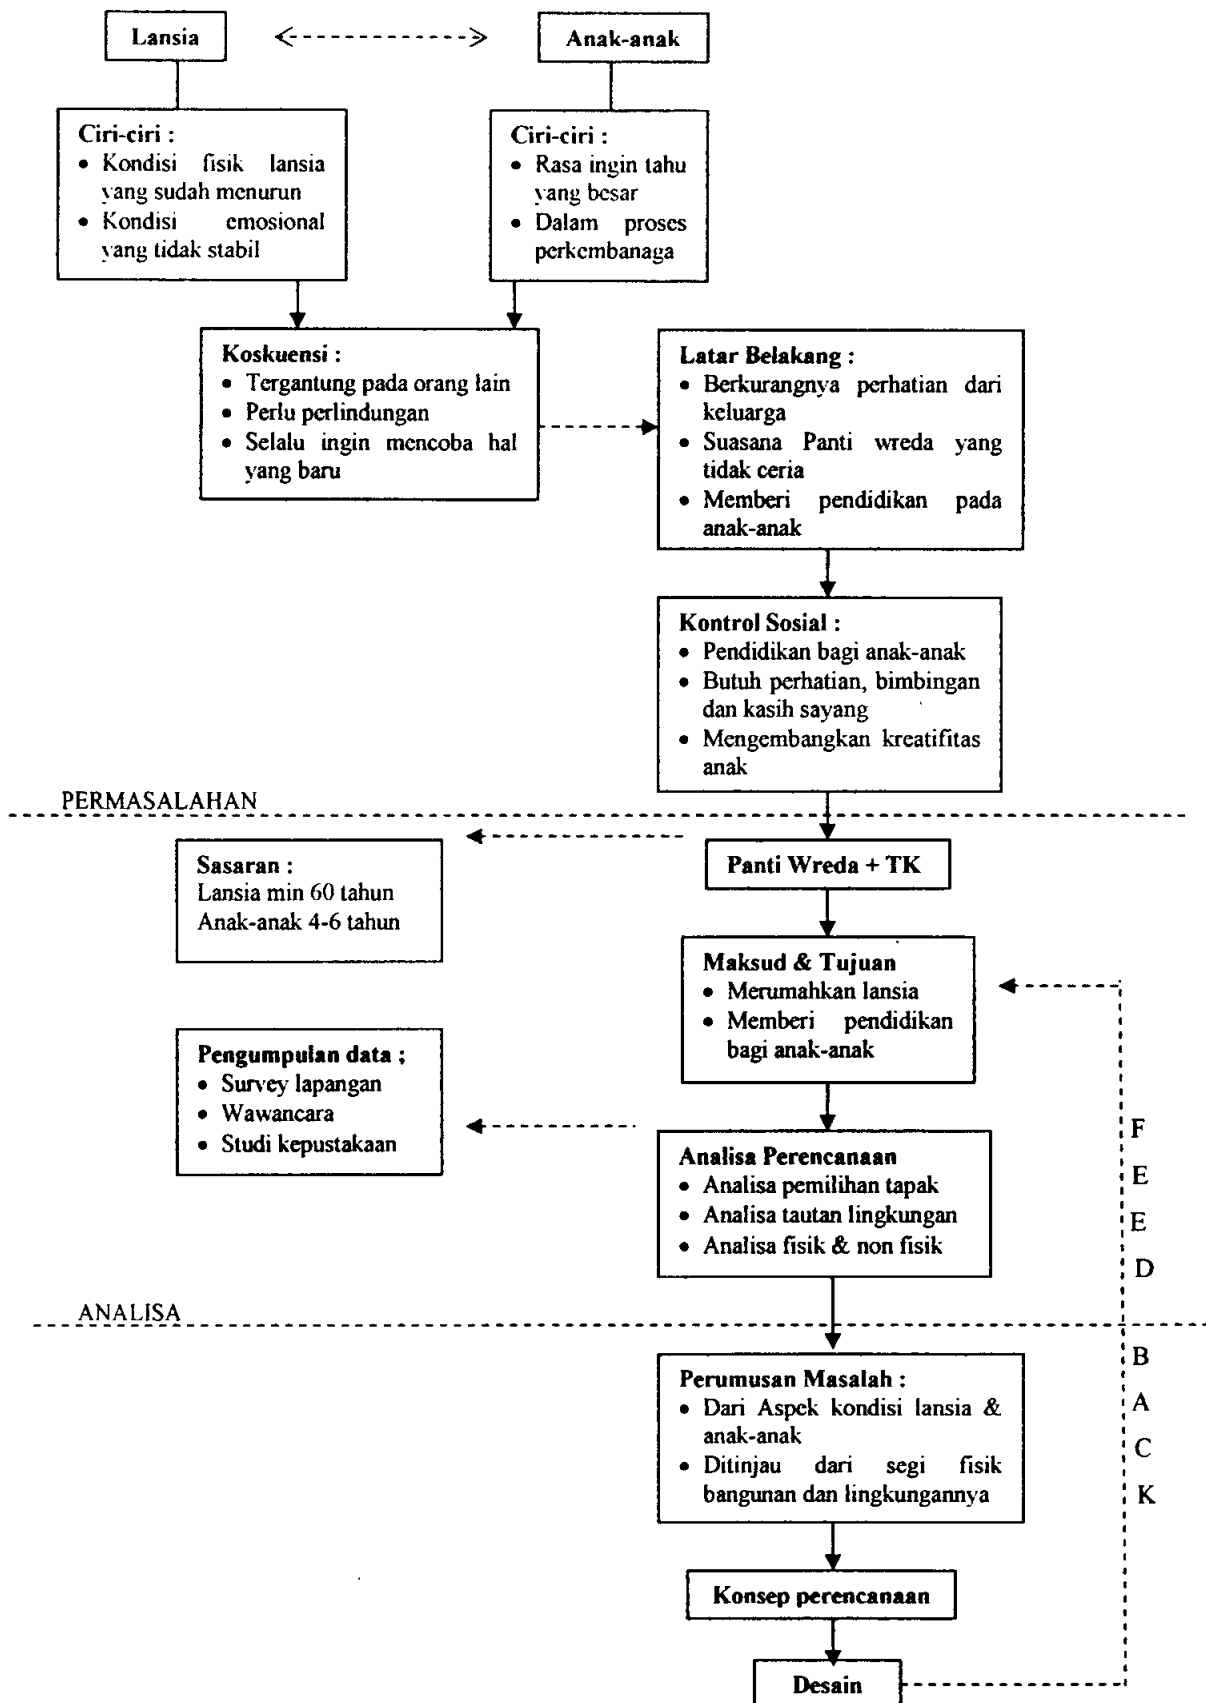 Lansia
Anak-anak
Ciri-ciri :
• Kondisi fisik lansia
yang sudah menurun
• Kondisi emosional
yang tidak stabil
Ciri-ciri :
• Rasa ingin tahu
yang besar
• Dalam proses
perkembanaga
Koskuensi :
• Tergantung pada orang lain
• Perlu perlindungan
• Selalu ingin mencoba hal
yang baru
Latar Belakang :
• Berkurangnya perhatian dari
keluarga
• Suasana Panti wreda yang
tidak ceria
• Memberi pendidikan pada
anak-anak
Kontrol Sosial :
• Pendidikan bagi anak-anak
• Butuh perhatian, bimbingan
dan kasih sayang
• Mengembangkan kreatifitas
anak
PERMASALAHAN
Sasaran :
Lansia min 60 tahun
Anak-anak 4-6 tahun
Panti Wreda + TK
Maksud & Tujuan
• Merumahkan lansia
• Memberi pendidikan
bagi anak-anak
Pengumpulan data ;
• Survey lapangan
• Wawancara
• Studi kepustakaan
Analisa Perencanaan
• Analisa pemilihan tapak
• Analisa tautan lingkungan
• Analisa fisik & non fisik
ANALISA
Perumusan Masalah :
• Dari Aspek kondisi lansia &
anak-anak
• Ditinjau dari segi fisik
bangunan dan lingkungannya
Konsep perencanaan
Desain
F
E
E
D
B
A
C
K